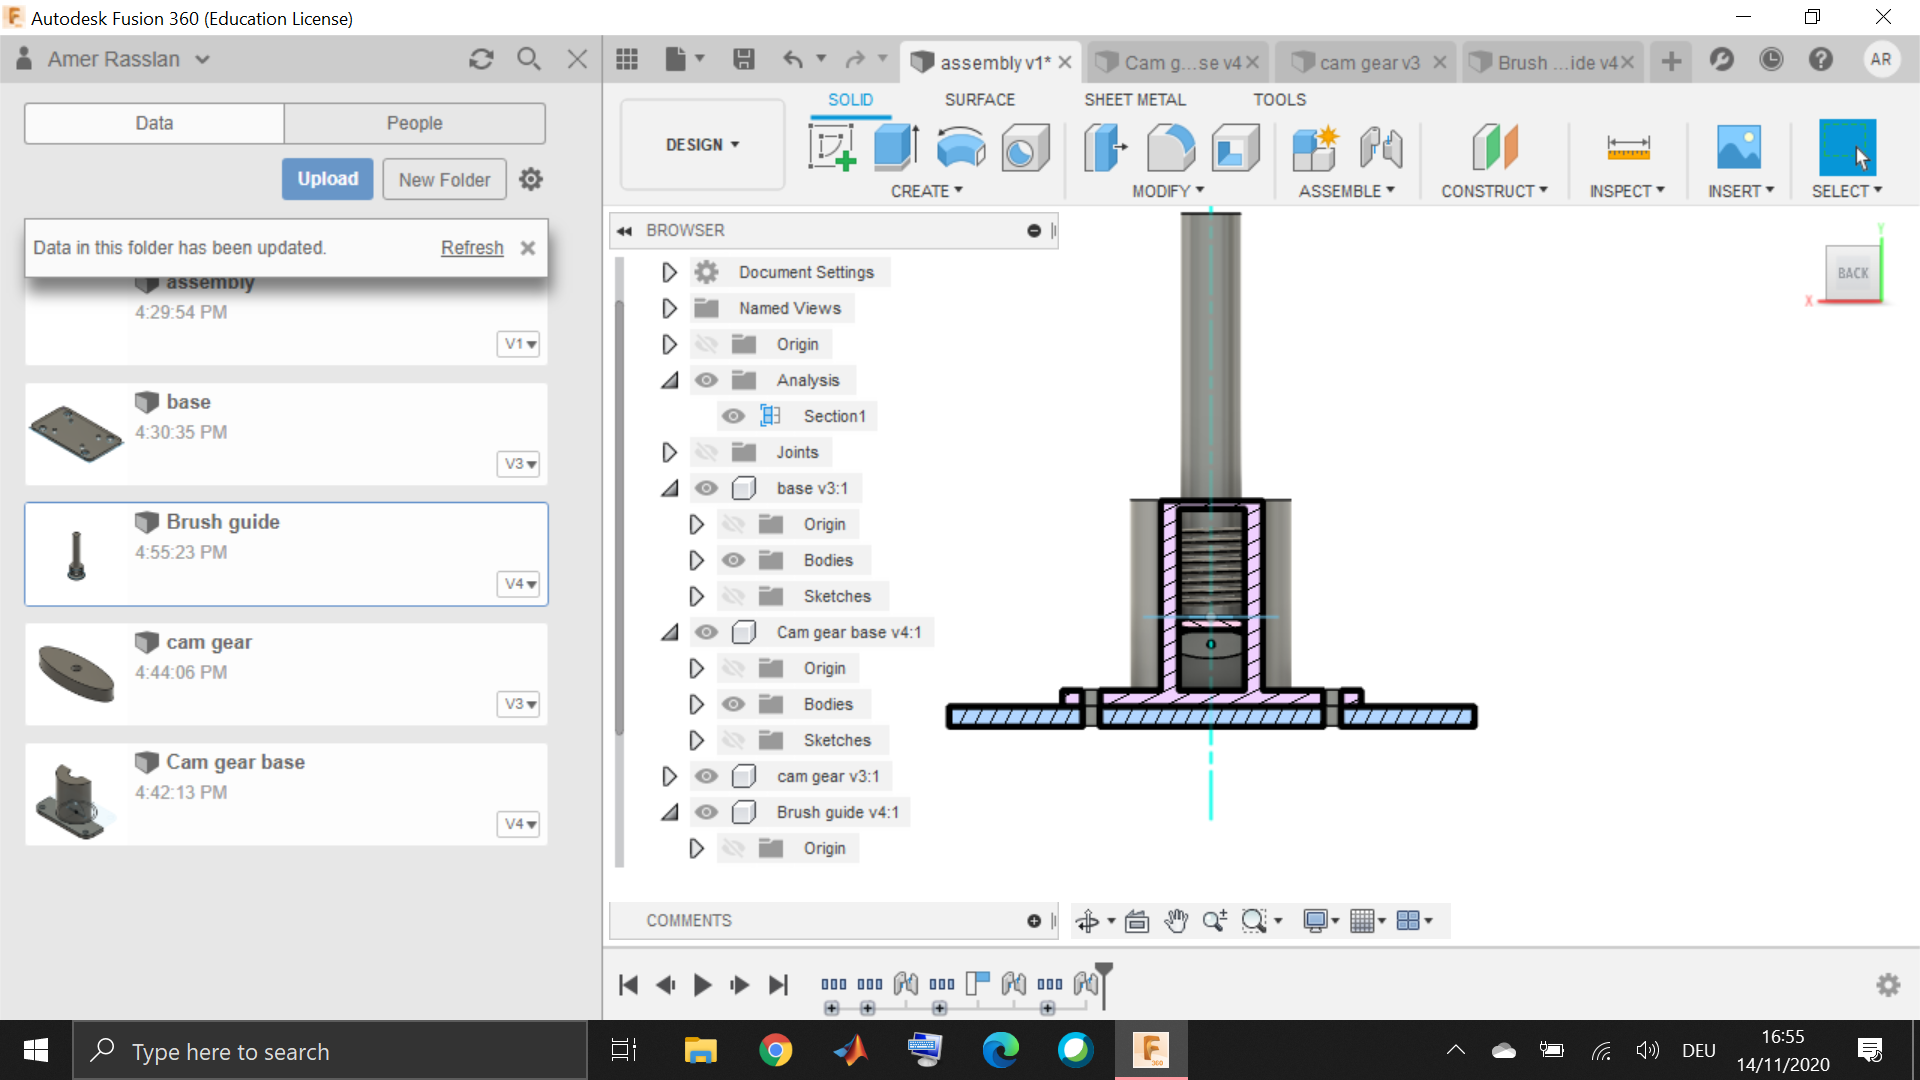 Autodesk Fusion 360 (Education License)
Amer Rasslan
assembly v1*
Cam g...se v4
cam gear v3
Brush ...ide v4
AR
Data
People
Upload
New Folder
Data in this folder has been updated.
Refresh
assembly
4:29:54 PM
V1
base
4:30:35 PM
V3
Brush guide
4:55:23 PM
V4
cam gear
4:44:06 PM
V3
Cam gear base
4:42:13 PM
V4
DESIGN
SOLID
SURFACE
SHEET METAL
TOOLS
CREATE
MODIFY
ASSEMBLE
CONSTRUCT
INSPECT
INSERT
SELECT
BROWSER
Document Settings
Named Views
Origin
Analysis
Section1
Joints
base v3:1
Origin
Bodies
Sketches
Cam gear base v4:1
Origin
Bodies
Sketches
cam gear v3:1
Brush guide v4:1
Origin
Y
BACK
X
COMMENTS
Type here to search
F
360
DEU
16:55
14/11/2020